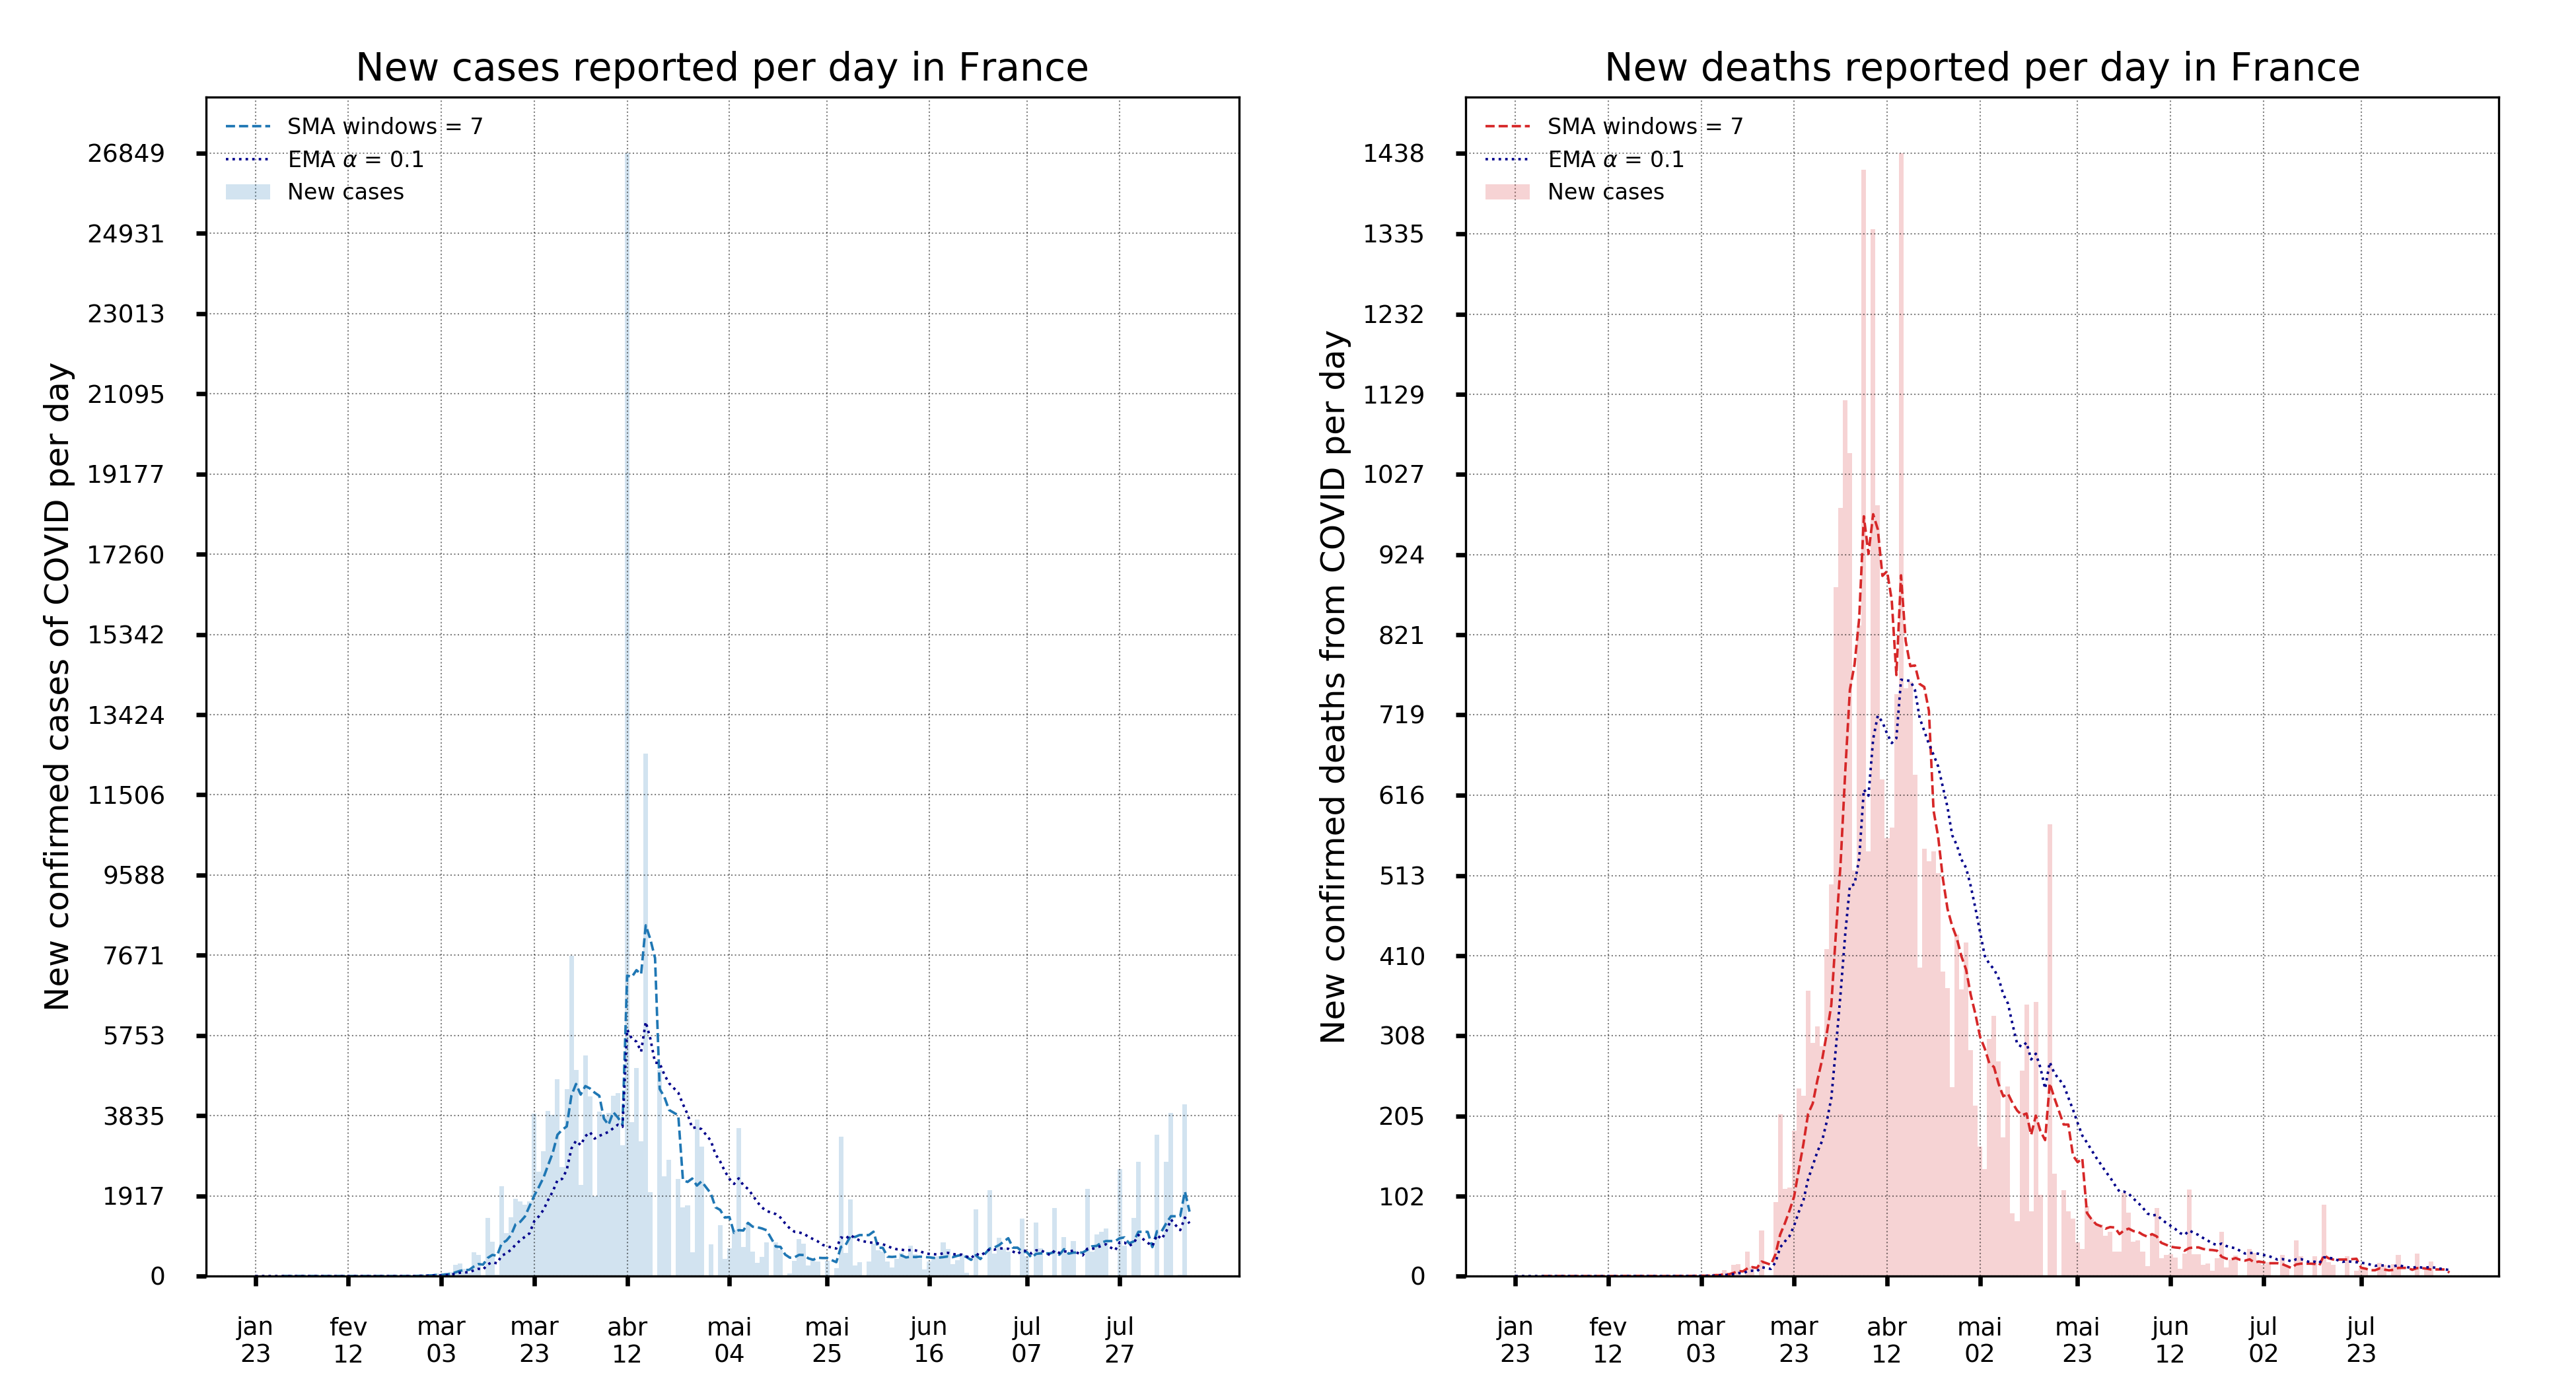 New cases reported per day in France
SMA windows = 7
EMA α = 0.1
New cases
New confirmed cases of COVID per day
26849
24931
23013
21095
19177
17260
15342
13424
11506
9588
7671
5753
3835
1917
0
jan fev mar mar abr mai mai jun jul jul
23 12 03 23 12 04 25 16 07 27
New deaths reported per day in France
SMA windows = 7
EMA α = 0.1
New cases
New confirmed deaths from COVID per day
1438
1335
1232
1129
1027
924
821
719
616
513
410
308
205
102
0
jan fev mar mar abr mai mai jun jul jul
23 12 03 23 12 02 23 12 02 23